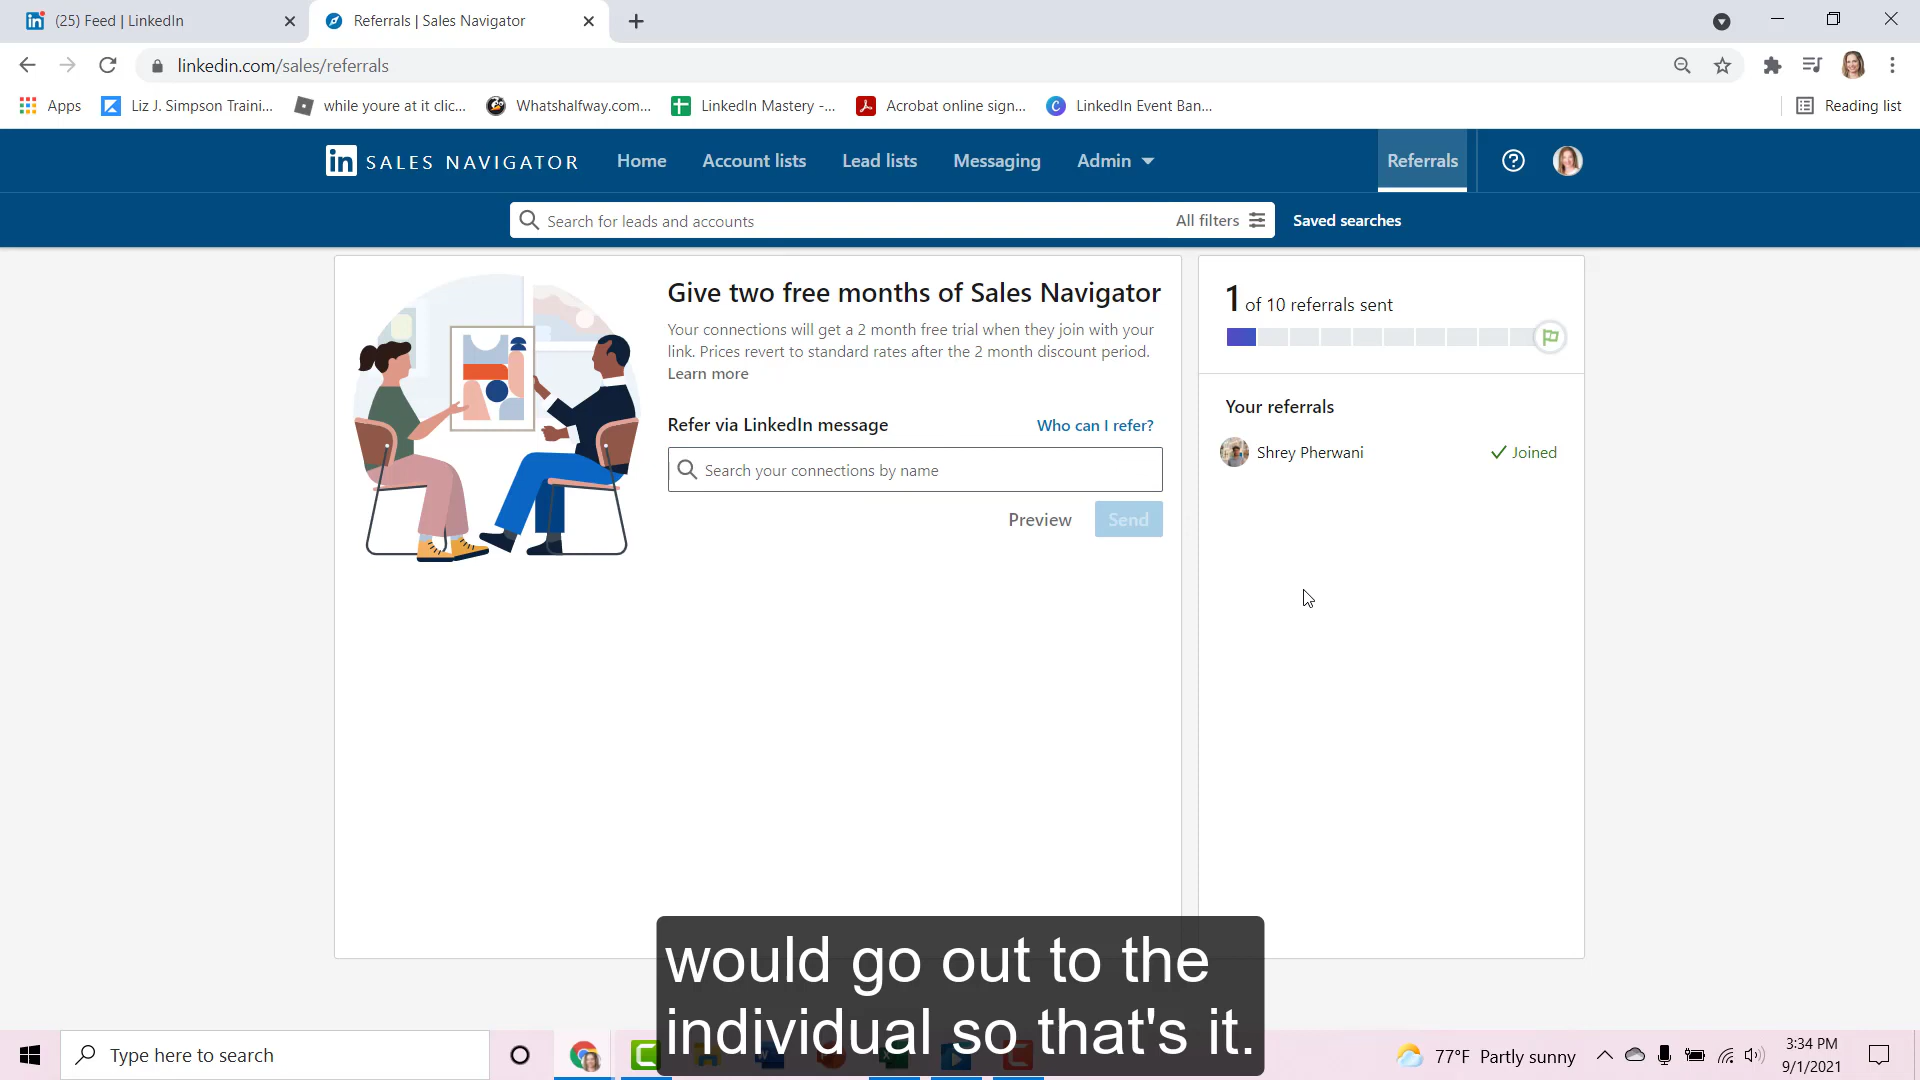 (25) Feed | LinkedIn
Referrals | Sales Navigator
linkedin.com/sales/referrals
Apps
Liz J. Simpson Traini...
while youre at it clic...
Whatshalfway.com...
LinkedIn Mastery -...
Acrobat online sign...
LinkedIn Event Ban...
Reading list
in SALES NAVIGATOR
Home
Account lists
Lead lists
Messaging
Admin
Referrals
Search for leads and accounts
All filters
Saved searches
Give two free months of Sales Navigator
Your connections will get a 2 month free trial when they join with your
link. Prices revert to standard rates after the 2 month discount period.
Learn more
Refer via LinkedIn message
Who can I refer?
Search your connections by name
Preview
Send
1 of 10 referrals sent
Your referrals
Shrey Pherwani
Joined
would go out to the
individual so that's it.
Type here to search
77°F Partly sunny
3:34 PM
9/1/2021